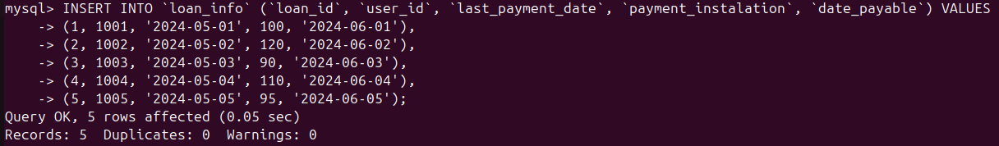 mysql> INSERT INTO `loan_info` (`loan_id`, `user_id`, `last_payment_date`, `payment_instalation`, `date_payable`) VALUES
    -> (1, 1001, '2024-05-01', 100, '2024-06-01'),
    -> (2, 1002, '2024-05-02', 120, '2024-06-02'),
    -> (3, 1003, '2024-05-03', 90, '2024-06-03'),
    -> (4, 1004, '2024-05-04', 110, '2024-06-04'),
    -> (5, 1005, '2024-05-05', 95, '2024-06-05');
Query OK, 5 rows affected (0.05 sec)
Records: 5  Duplicates: 0  Warnings: 0